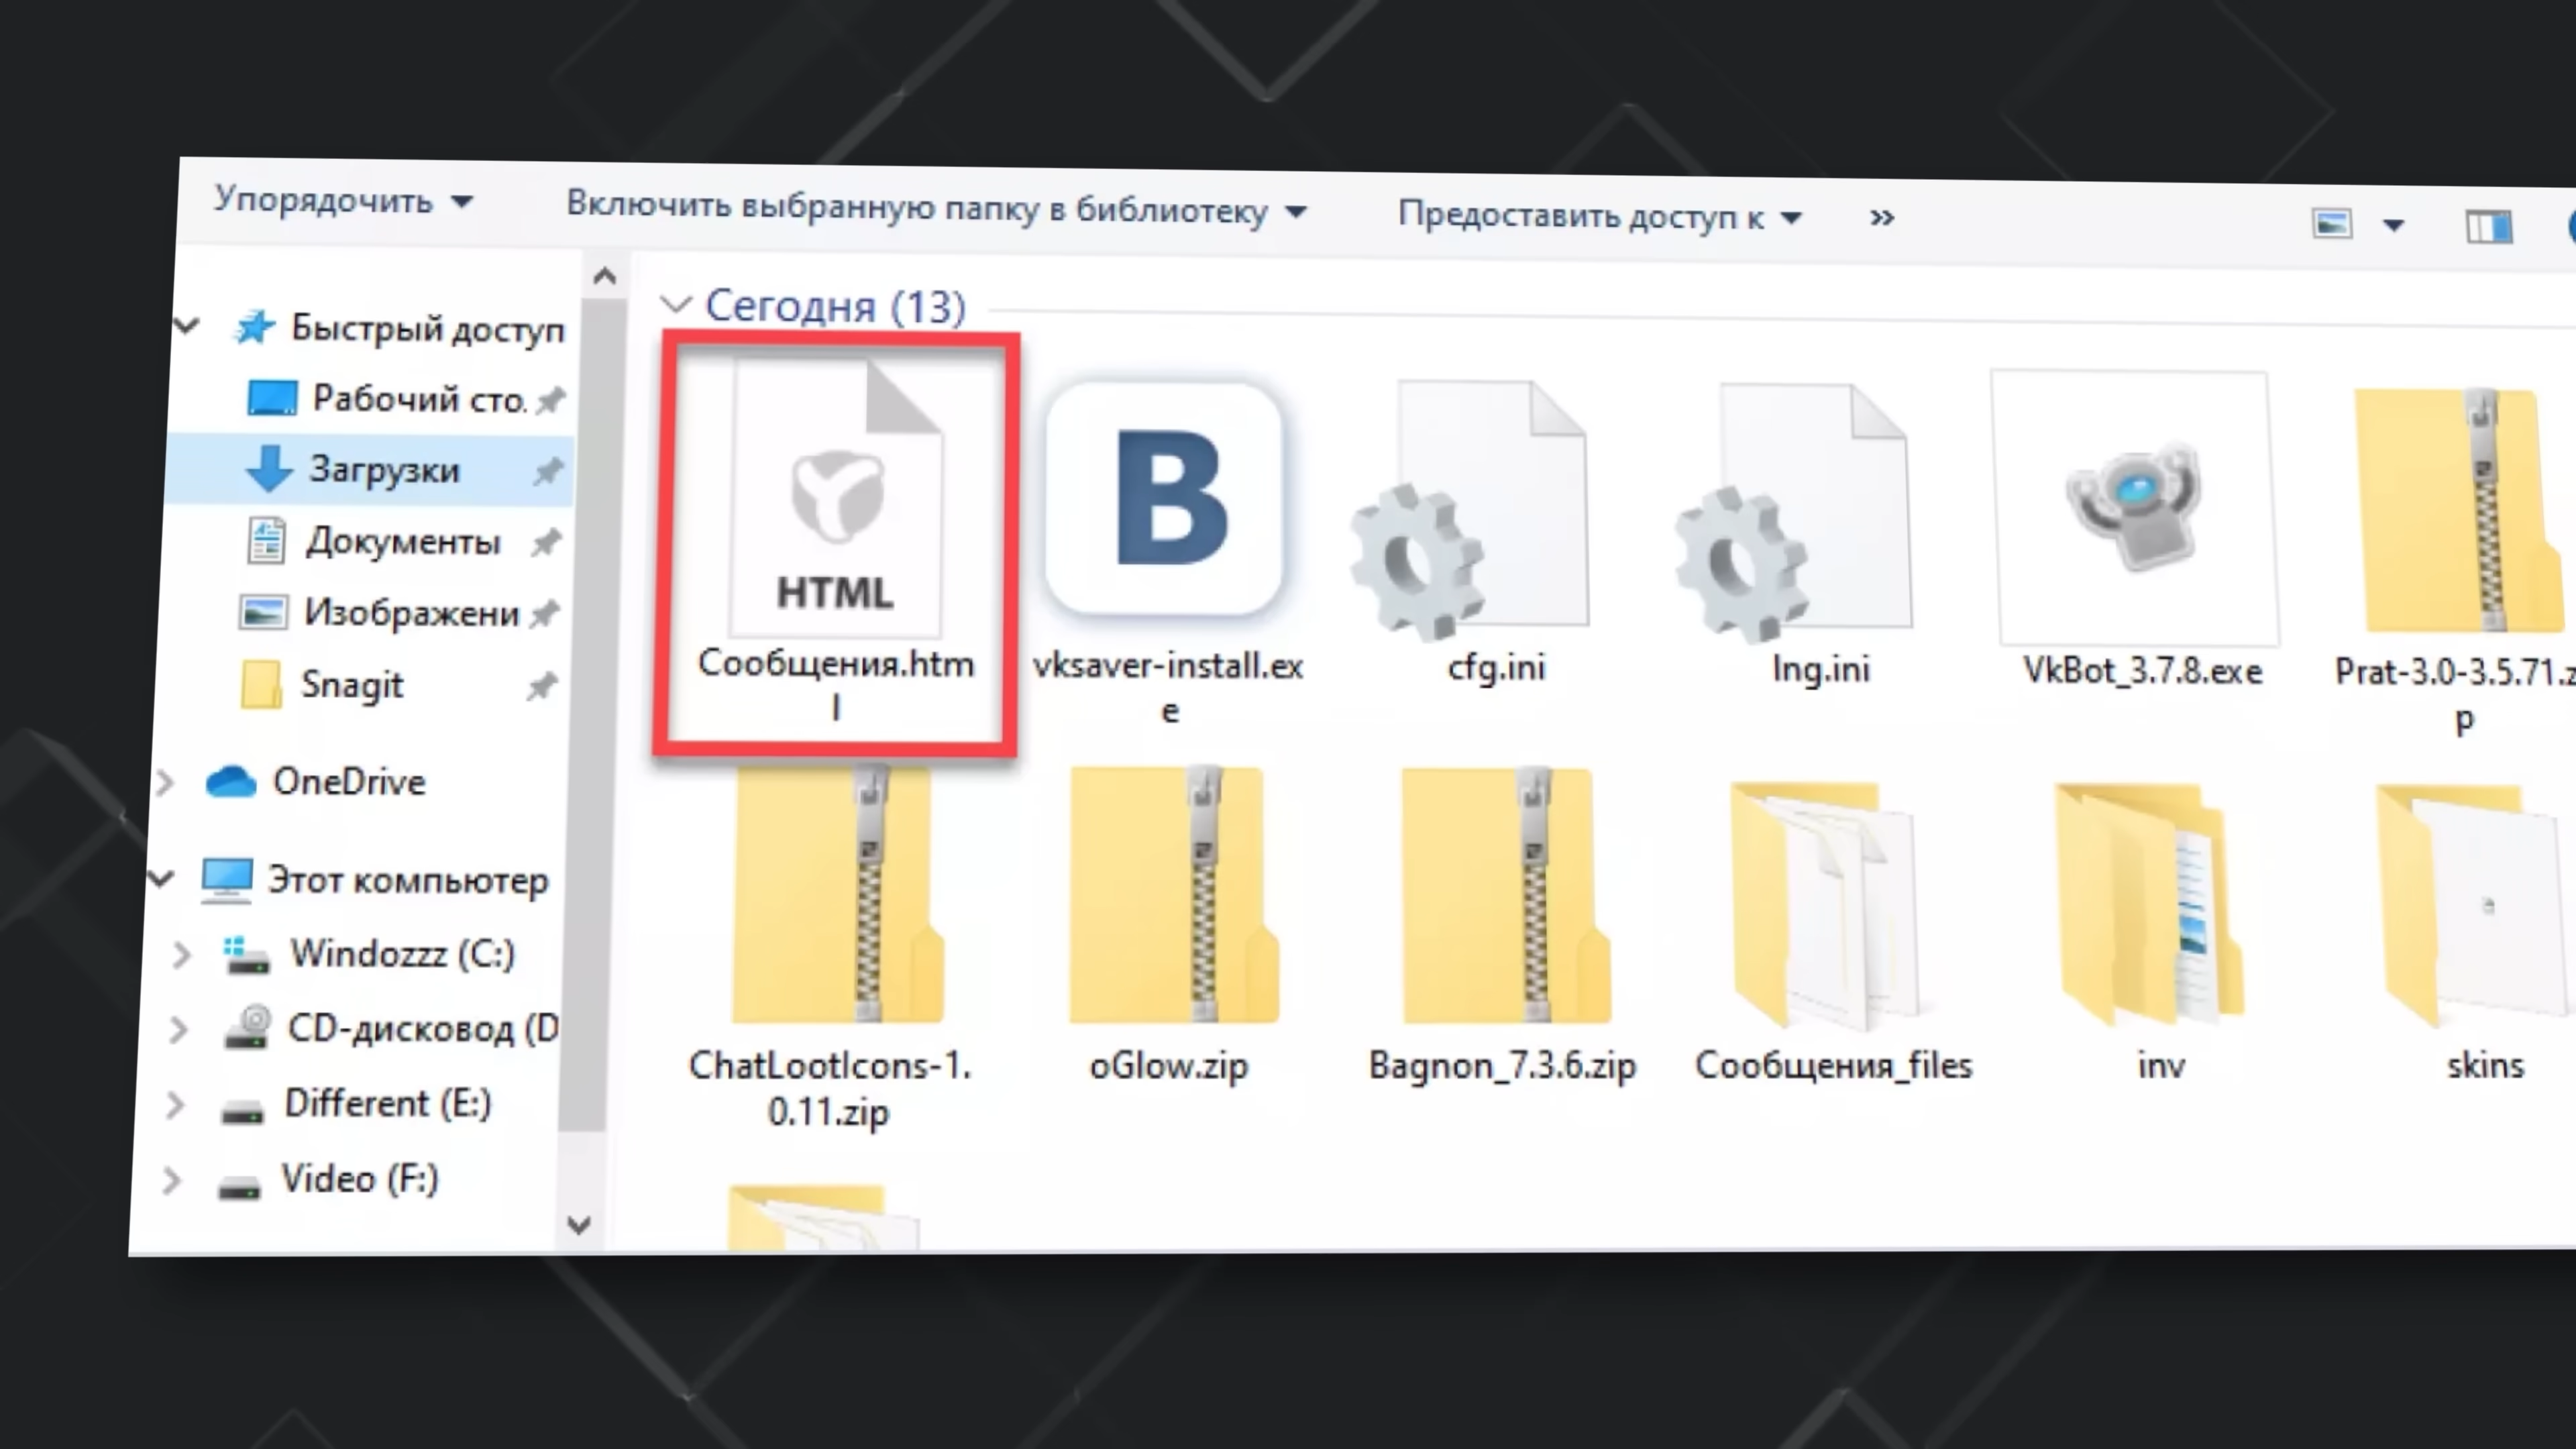 Упорядочить
Включить выбранную папку в библиотеку
Предоставить доступ к
»
Быстрый доступ
Рабочий сто.
Загрузки
Документы
Изображени
Snagit
OneDrive
Этот компьютер
Windozzz (C:)
CD-дисковод (D
Different (E:)
Video (F:)
Сегодня (13)
HTML
Сообщения.htm
l
B
vksaver-install.ex
e
cfg.ini
lng.ini
VkBot_3.7.8.exe
Prat-3.0-3.5.71.z
p
ChatLootIcons-1.
0.11.zip
oGlow.zip
Bagnon_7.3.6.zip
Сообщения_files
inv
skins